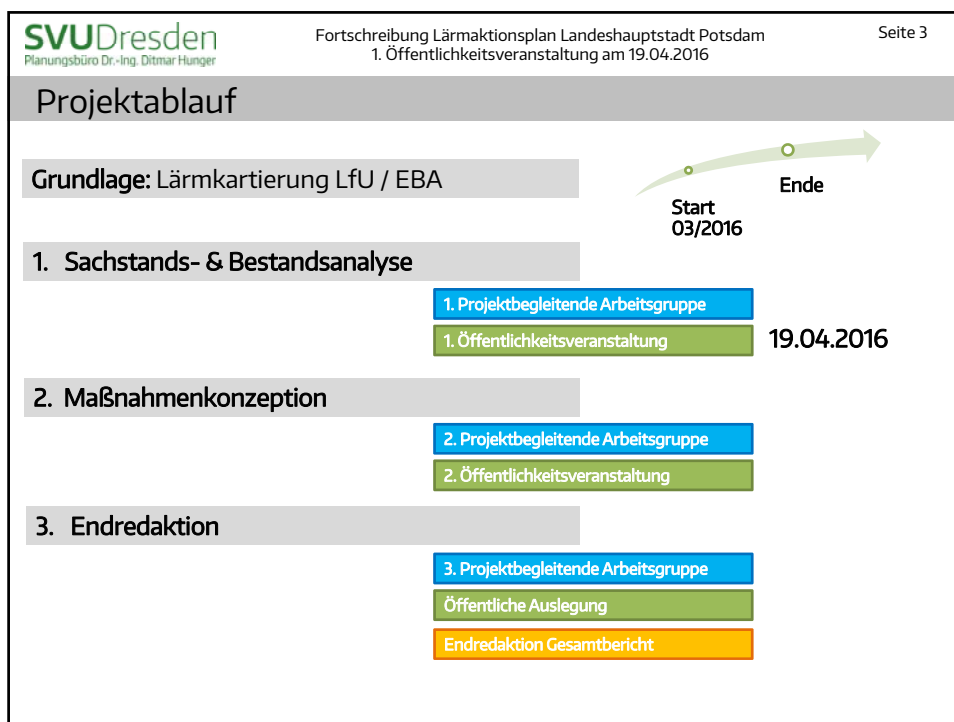 SVUDresden
Planungsbüro Dr.-Ing. Ditmar Hunger
Fortschreibung Lärmaktionsplan Landeshauptstadt Potsdam
1. Öffentlichkeitsveranstaltung am 19.04.2016
Seite 3
Projektablauf
Grundlage: Lärmkartierung LfU / EBA
Ende
Start
03/2016
1. Sachstands- & Bestandsanalyse
1. Projektbegleitende Arbeitsgruppe
1. Öffentlichkeitsveranstaltung
19.04.2016
2. Maßnahmenkonzeption
2. Projektbegleitende Arbeitsgruppe
2. Öffentlichkeitsveranstaltung
3. Endredaktion
3. Projektbegleitende Arbeitsgruppe
Öffentliche Auslegung
Endredaktion Gesamtbericht